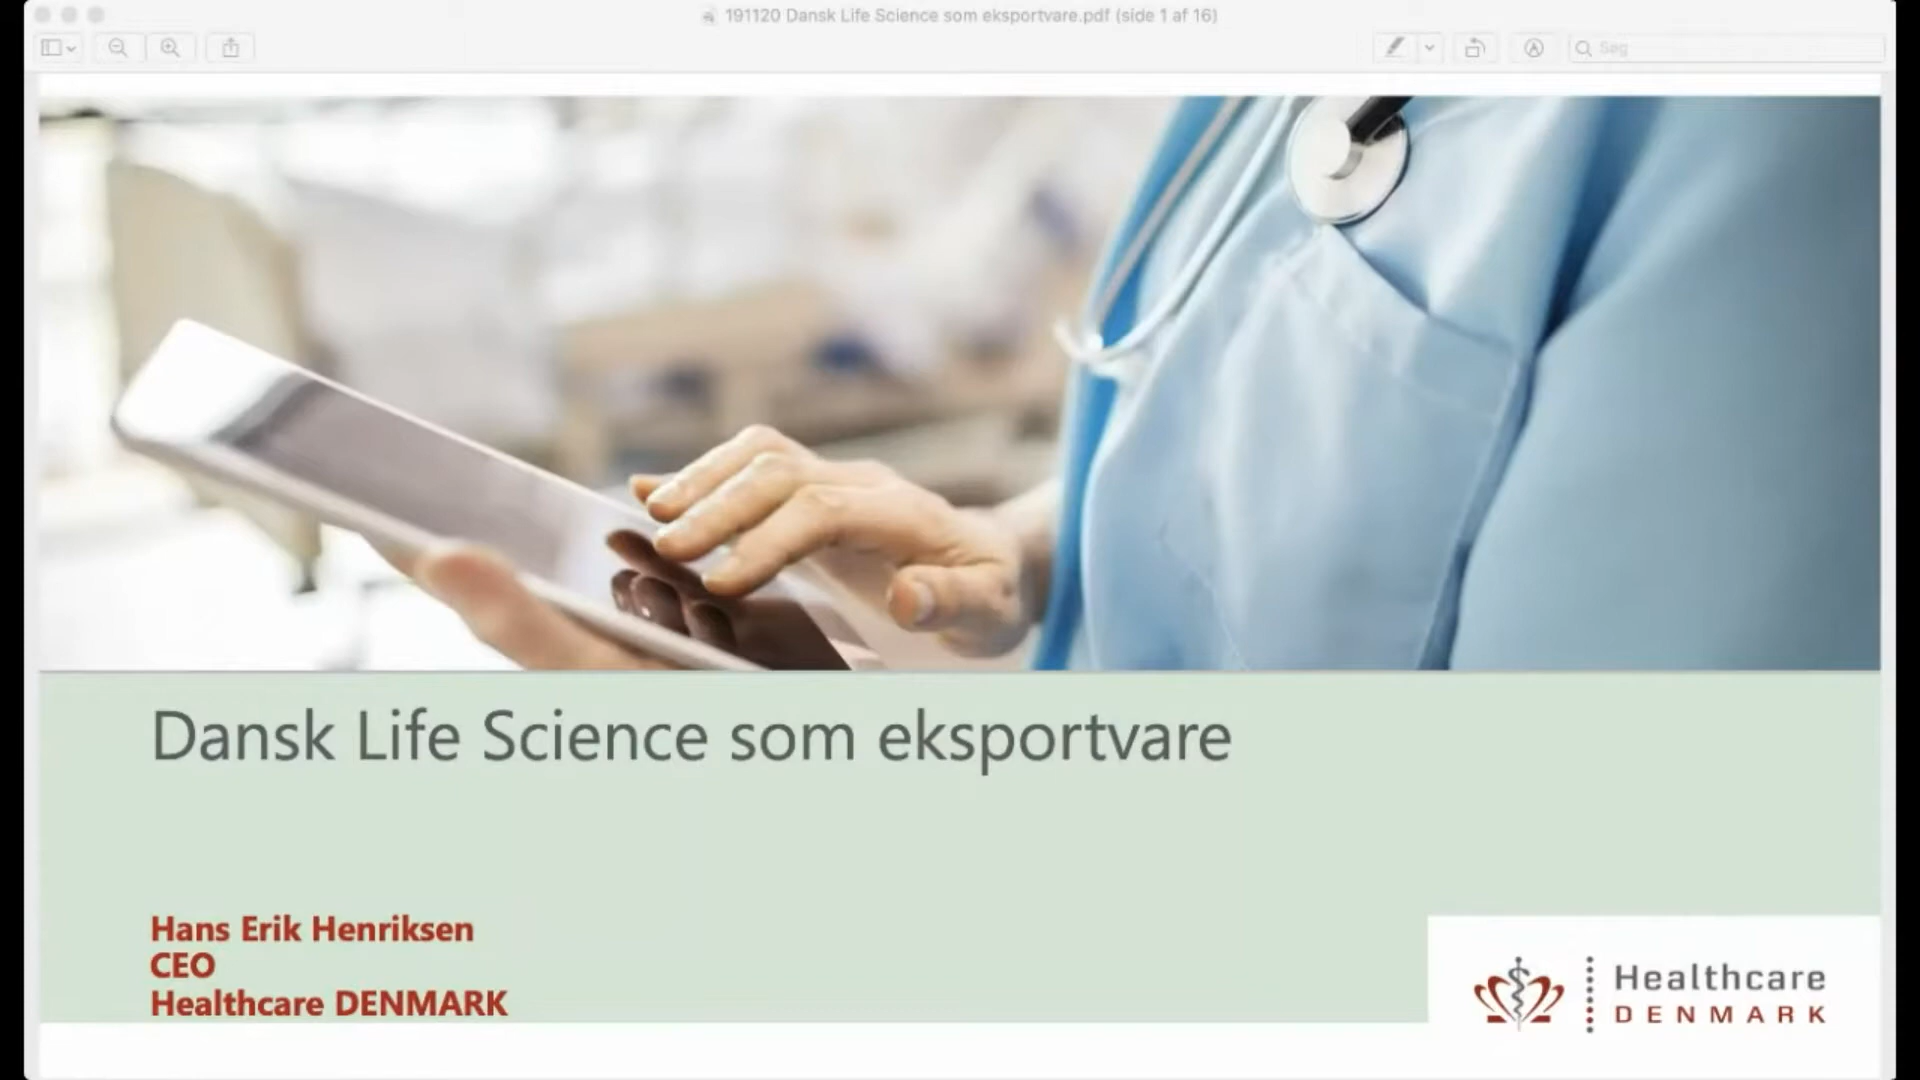 191120 Dansk Life Science som eksportvare.pdf (side 1 af 16)
Søg
Dansk Life Science som eksportvare
Hans Erik Henriksen
CEO
Healthcare DENMARK
Healthcare
DENMARK